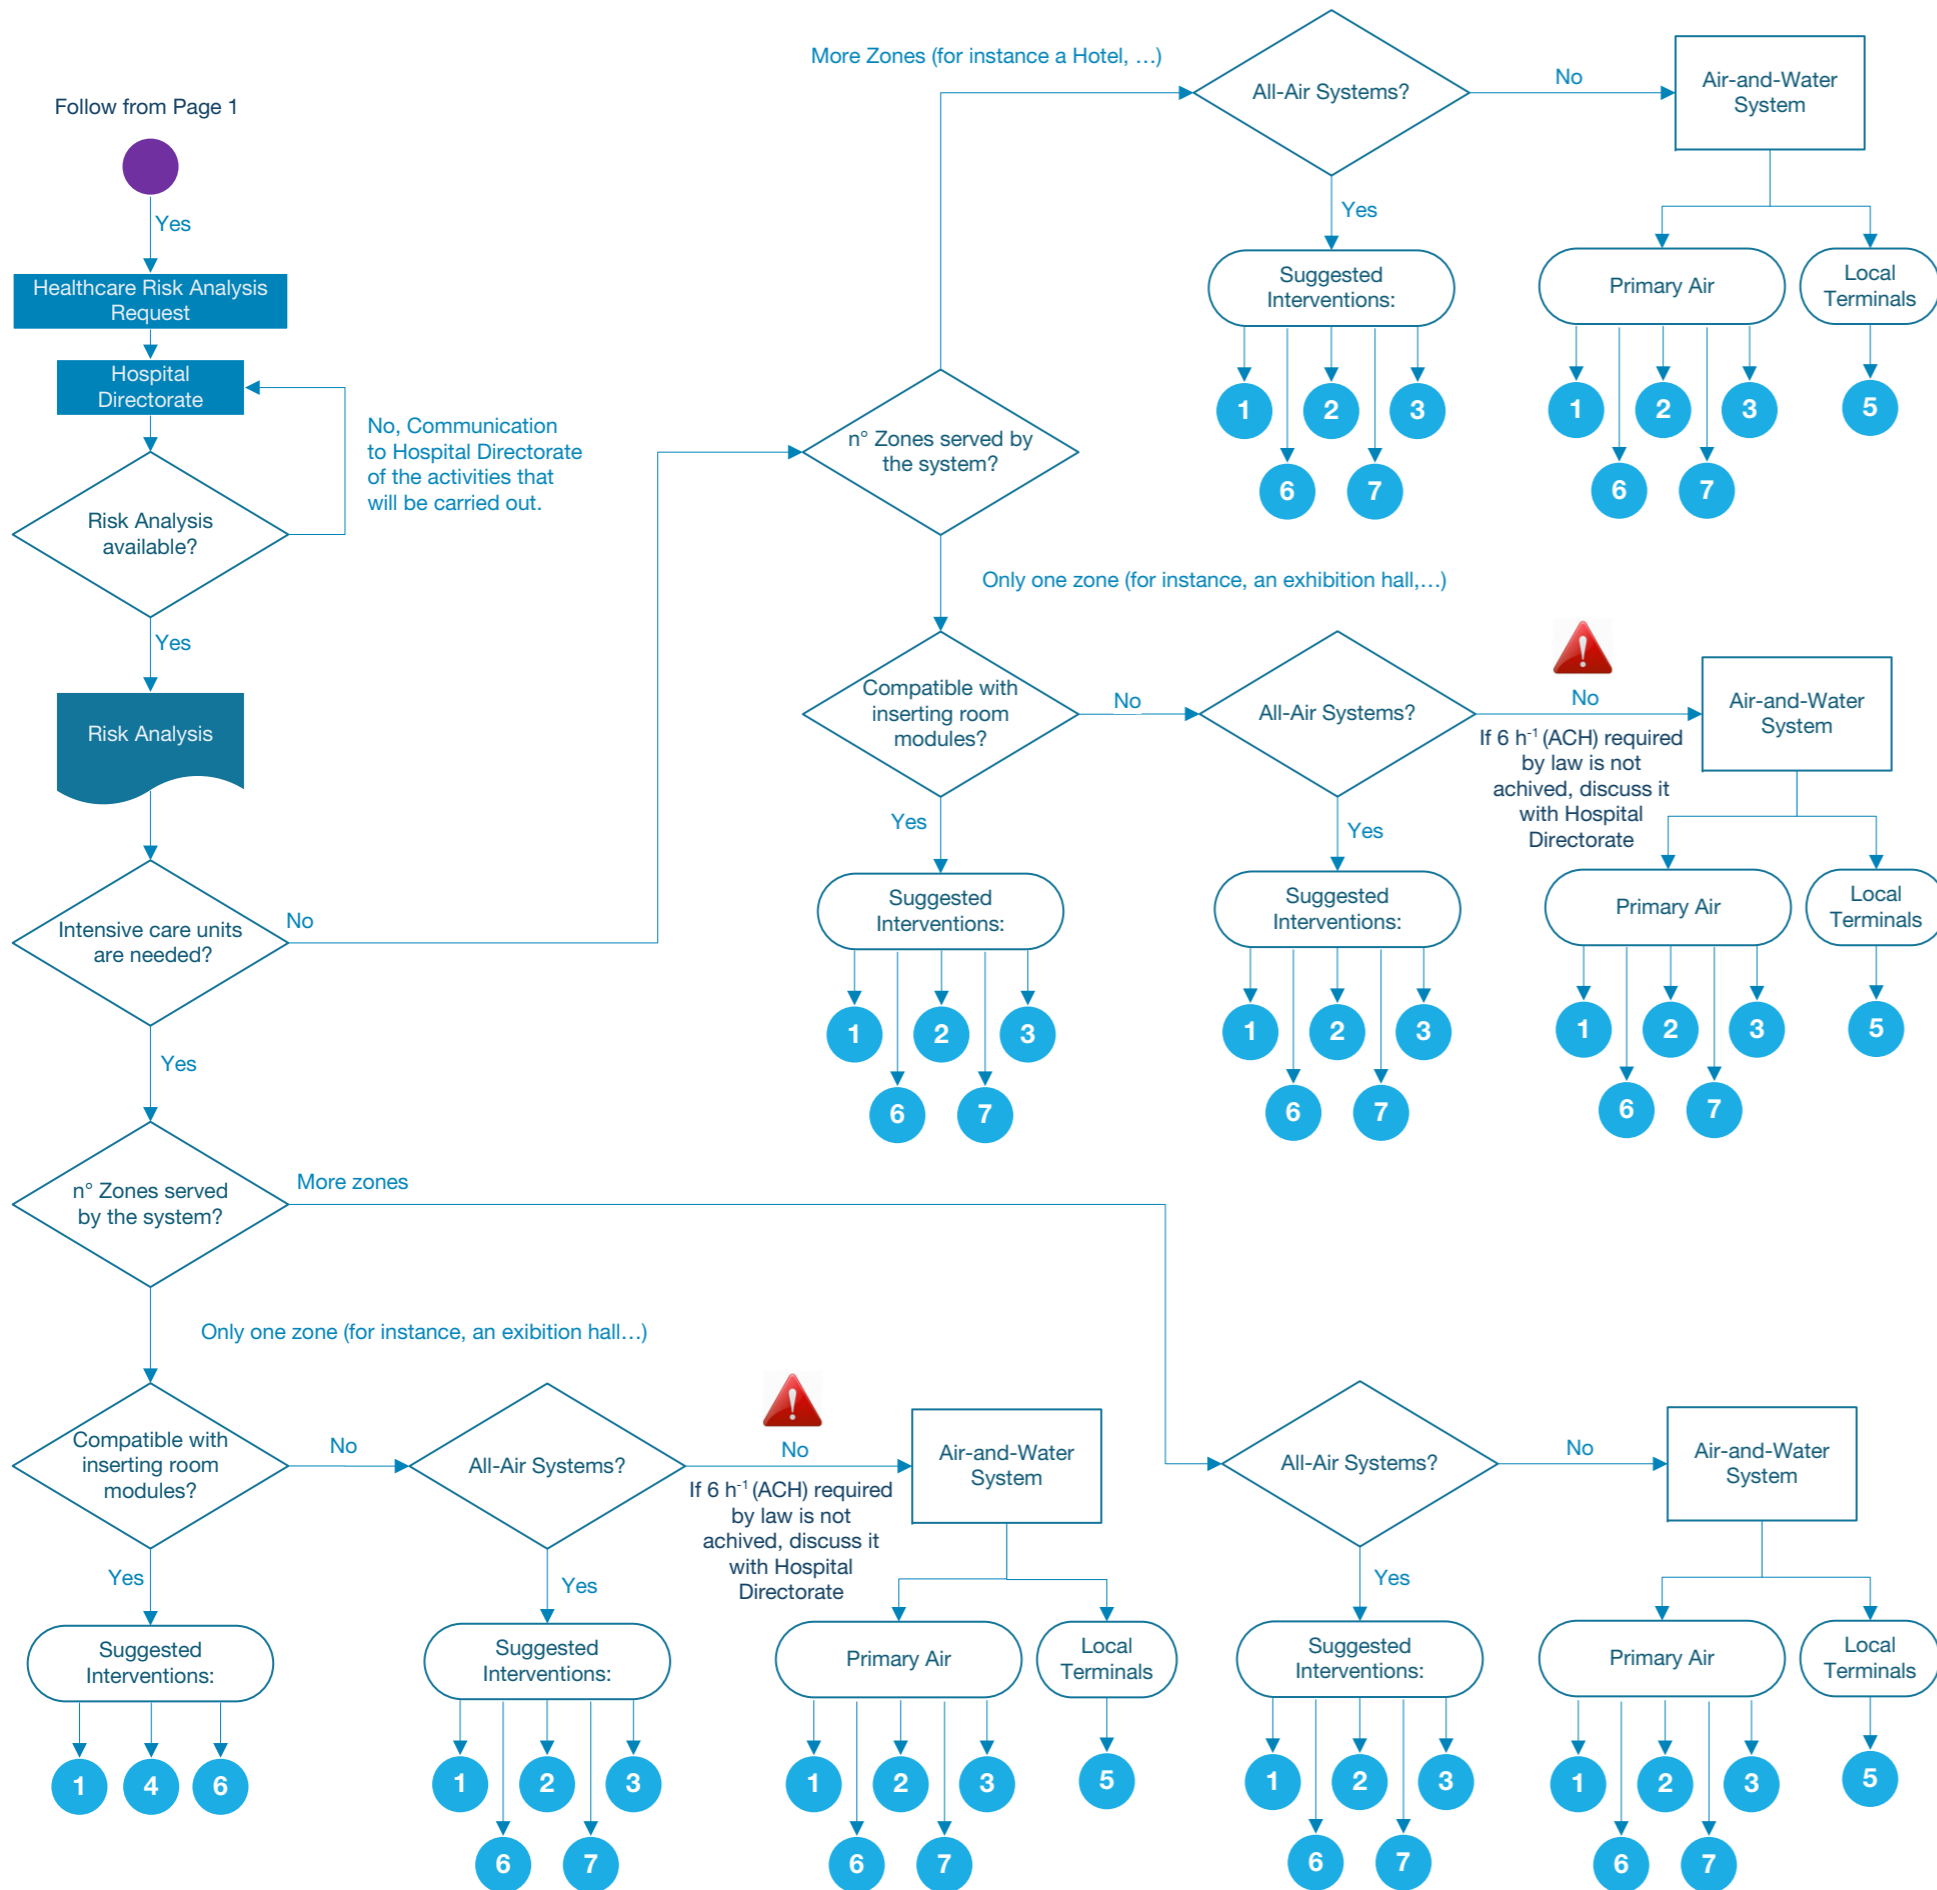 More Zones (for instance a Hotel, …)
All-Air Systems?
No
Air-and-Water
System
Follow from Page 1
Yes
Yes
Healthcare Risk Analysis
Request
Suggested
Interventions:
Primary Air
Local
Terminals
Hospital
Directorate
1
2
3
6
7
1
2
3
6
7
5
No, Communication
to Hospital Directorate
of the activities that
will be carried out.
n° Zones served by
the system?
Risk Analysis
available?
Yes
Only one zone (for instance, an exhibition hall,…)
Risk Analysis
Compatible with
inserting room
modules?
No
All-Air Systems?
No
If 6 h⁻¹ (ACH) required
by law is not
achived, discuss it
with Hospital
Directorate
Air-and-Water
System
Yes
Yes
Intensive care units
are needed?
No
Suggested
Interventions:
Suggested
Interventions:
Primary Air
Local
Terminals
1
2
3
6
7
1
2
3
6
7
1
2
3
6
7
5
Yes
n° Zones served
by the system?
More zones
Only one zone (for instance, an exibition hall…)
Compatible with
inserting room
modules?
No
All-Air Systems?
No
If 6 h⁻¹ (ACH) required
by law is not
achived, discuss it
with Hospital
Directorate
Air-and-Water
System
All-Air Systems?
No
Air-and-Water
System
Yes
Yes
Yes
Suggested
Interventions:
Suggested
Interventions:
Primary Air
Local
Terminals
Suggested
Interventions:
Primary Air
Local
Terminals
1
4
6
1
2
3
6
7
1
2
3
6
7
5
1
2
3
6
7
1
2
3
6
7
5